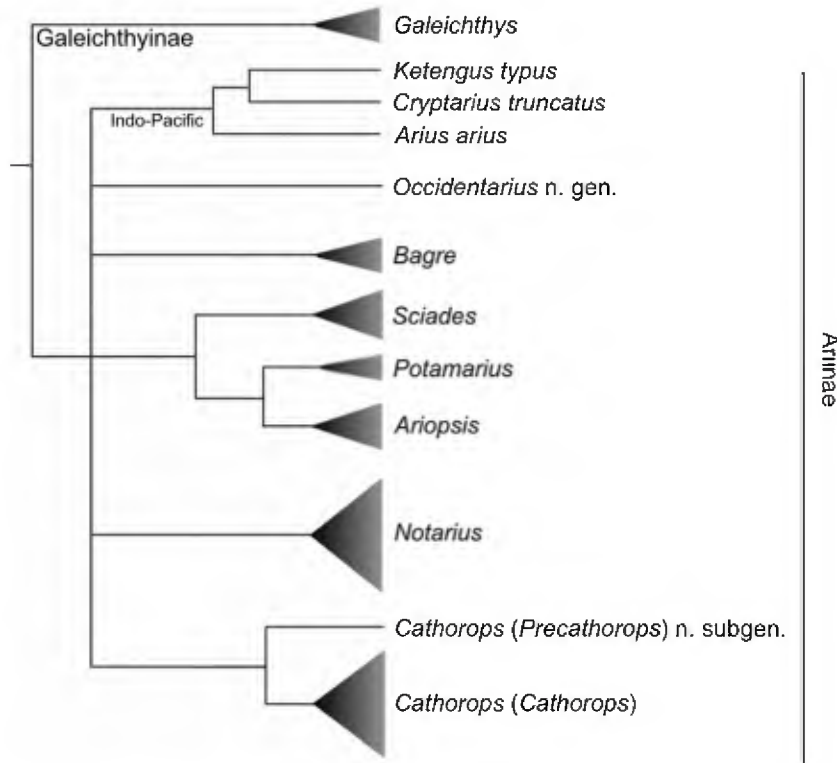 Galeichthys
Galeichthyinae
Ketengus typus
Cryptarius truncatus
Indo-Pacific
Arius arius
Occidentarius n. gen.
Bagre
Sciades
Potamarius
Ariopsis
Ariinae
Notarius
Cathorops (Precathorops) n. subgen.
Cathorops (Cathorops)